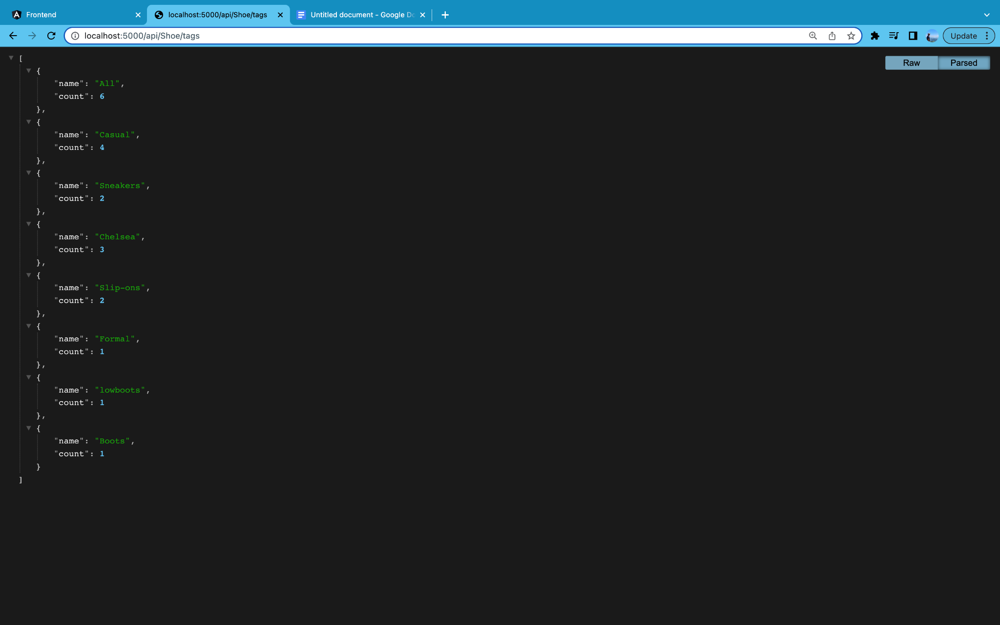 Frontend
localhost:5000/api/Shoe/tags
Untitled document - Google Do
localhost:5000/api/Shoe/tags
Update
Raw
Parsed
[
{
"name": "All",
"count": 6
},
{
"name": "Casual",
"count": 4
},
{
"name": "Sneakers",
"count": 2
},
{
"name": "Chelsea",
"count": 3
},
{
"name": "Slip-ons",
"count": 2
},
{
"name": "Formal",
"count": 1
},
{
"name": "lowboots",
"count": 1
},
{
"name": "Boots",
"count": 1
}
]